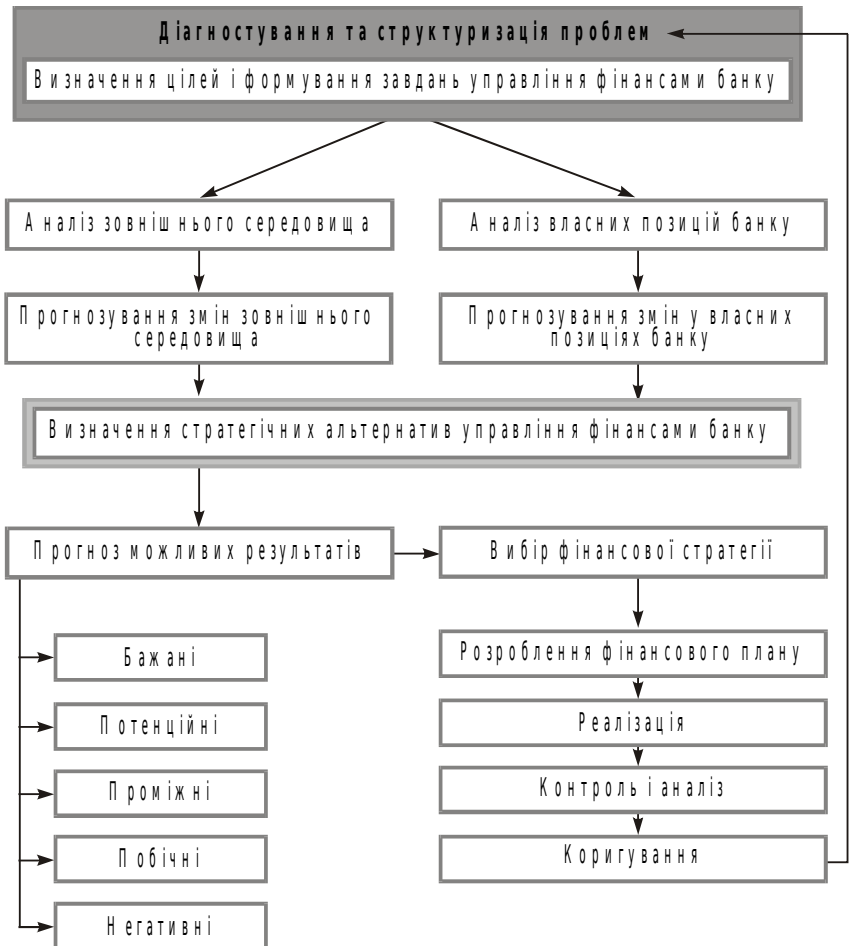 Діагностування та структуризація проблем
Визначення цілей і формування завдань управління фінансами банку
Аналіз зовнішнього середовища
Аналіз власних позицій банку
Прогнозування змін зовнішнього
середовища
Прогнозування змін у власних
позиціях банку
Визначення стратегічних альтернатив управління фінансами банку
Прогноз можливих результатів
Вибір фінансової стратегії
Бажані
Потенційні
Проміжні
Побічні
Негативні
Розроблення фінансового плану
Реалізація
Контроль і аналіз
Коригування